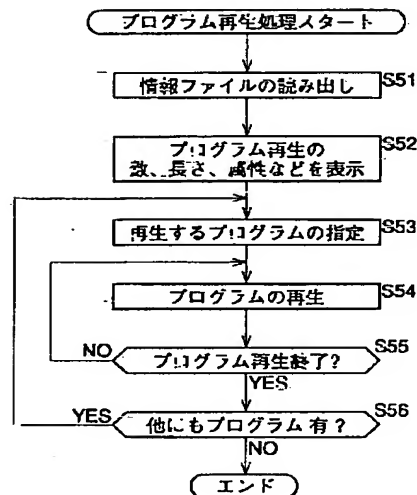 プログラム再生処理スタート
情報ファイルの読み出し
S51
プログラム再生の
数、長さ、属性などを表示
S52
再生するプログラムの指定
S53
プログラムの再生
S54
プログラム再生終了?
S55
NO
YES
他にもプログラム有?
S56
YES
NO
エンド